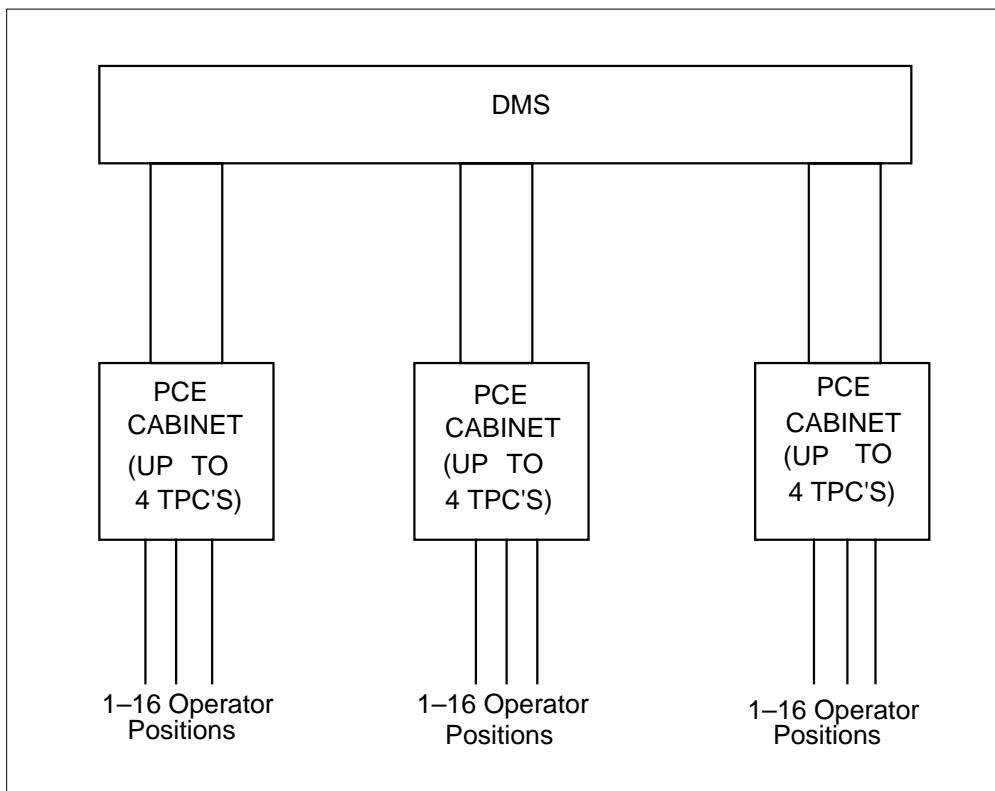 DMS
PCE
CABINET
(UP TO
4 TPC'S)
1–16 Operator
Positions
PCE
CABINET
(UP TO
4 TPC'S)
1–16 Operator
Positions
PCE
CABINET
(UP TO
4 TPC'S)
1–16 Operator
Positions